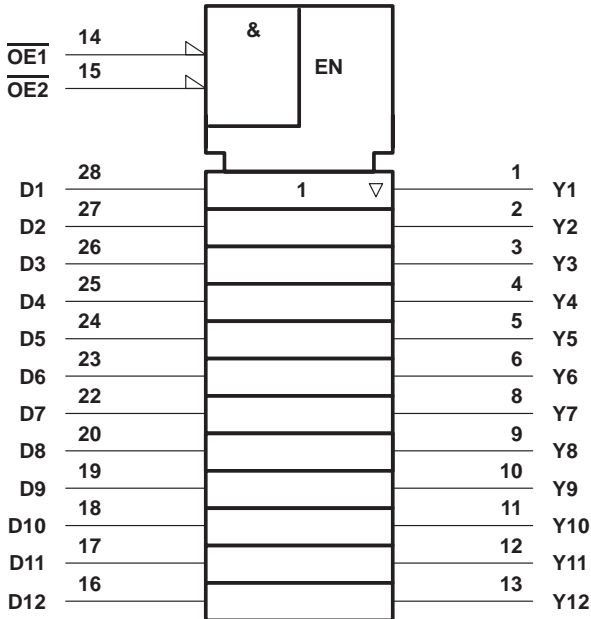 OE1 14 &
OE2 15 EN
D1 28 1 ▽ 1 Y1
D2 27 2 Y2
D3 26 3 Y3
D4 25 4 Y4
D5 24 5 Y5
D6 23 6 Y6
D7 22 8 Y7
D8 20 9 Y8
D9 19 10 Y9
D10 18 11 Y10
D11 17 12 Y11
D12 16 13 Y12